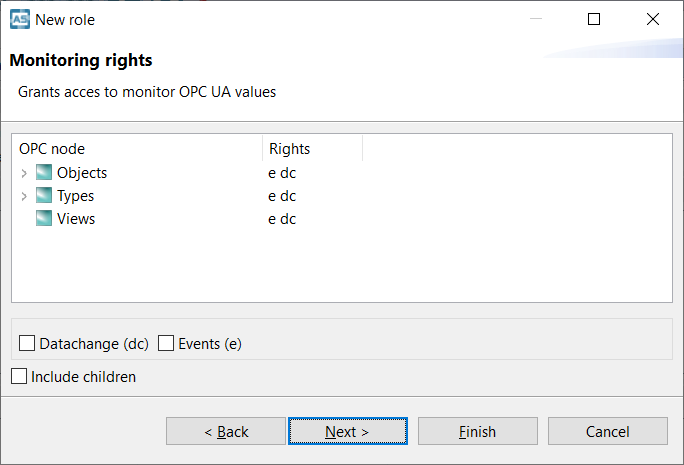 New role
Monitoring rights
Grants acces to monitor OPC UA values
OPC node Rights
Objects e dc
Types e dc
Views e dc
Datachange (dc) Events (e)
Include children
< Back Next > Finish Cancel